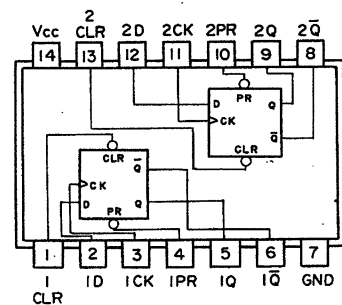 Vcc 2 CLR 2D 2CK 2PR 2Q 2Q̅
14 13 12 11 10 9 8
PR
D Q
CK
Q̅
CLR
CLR
Q̅
CK
D Q
PR
1 2 3 4 5 6 7
1 CLR 1D 1CK 1PR 1Q 1Q̅ GND